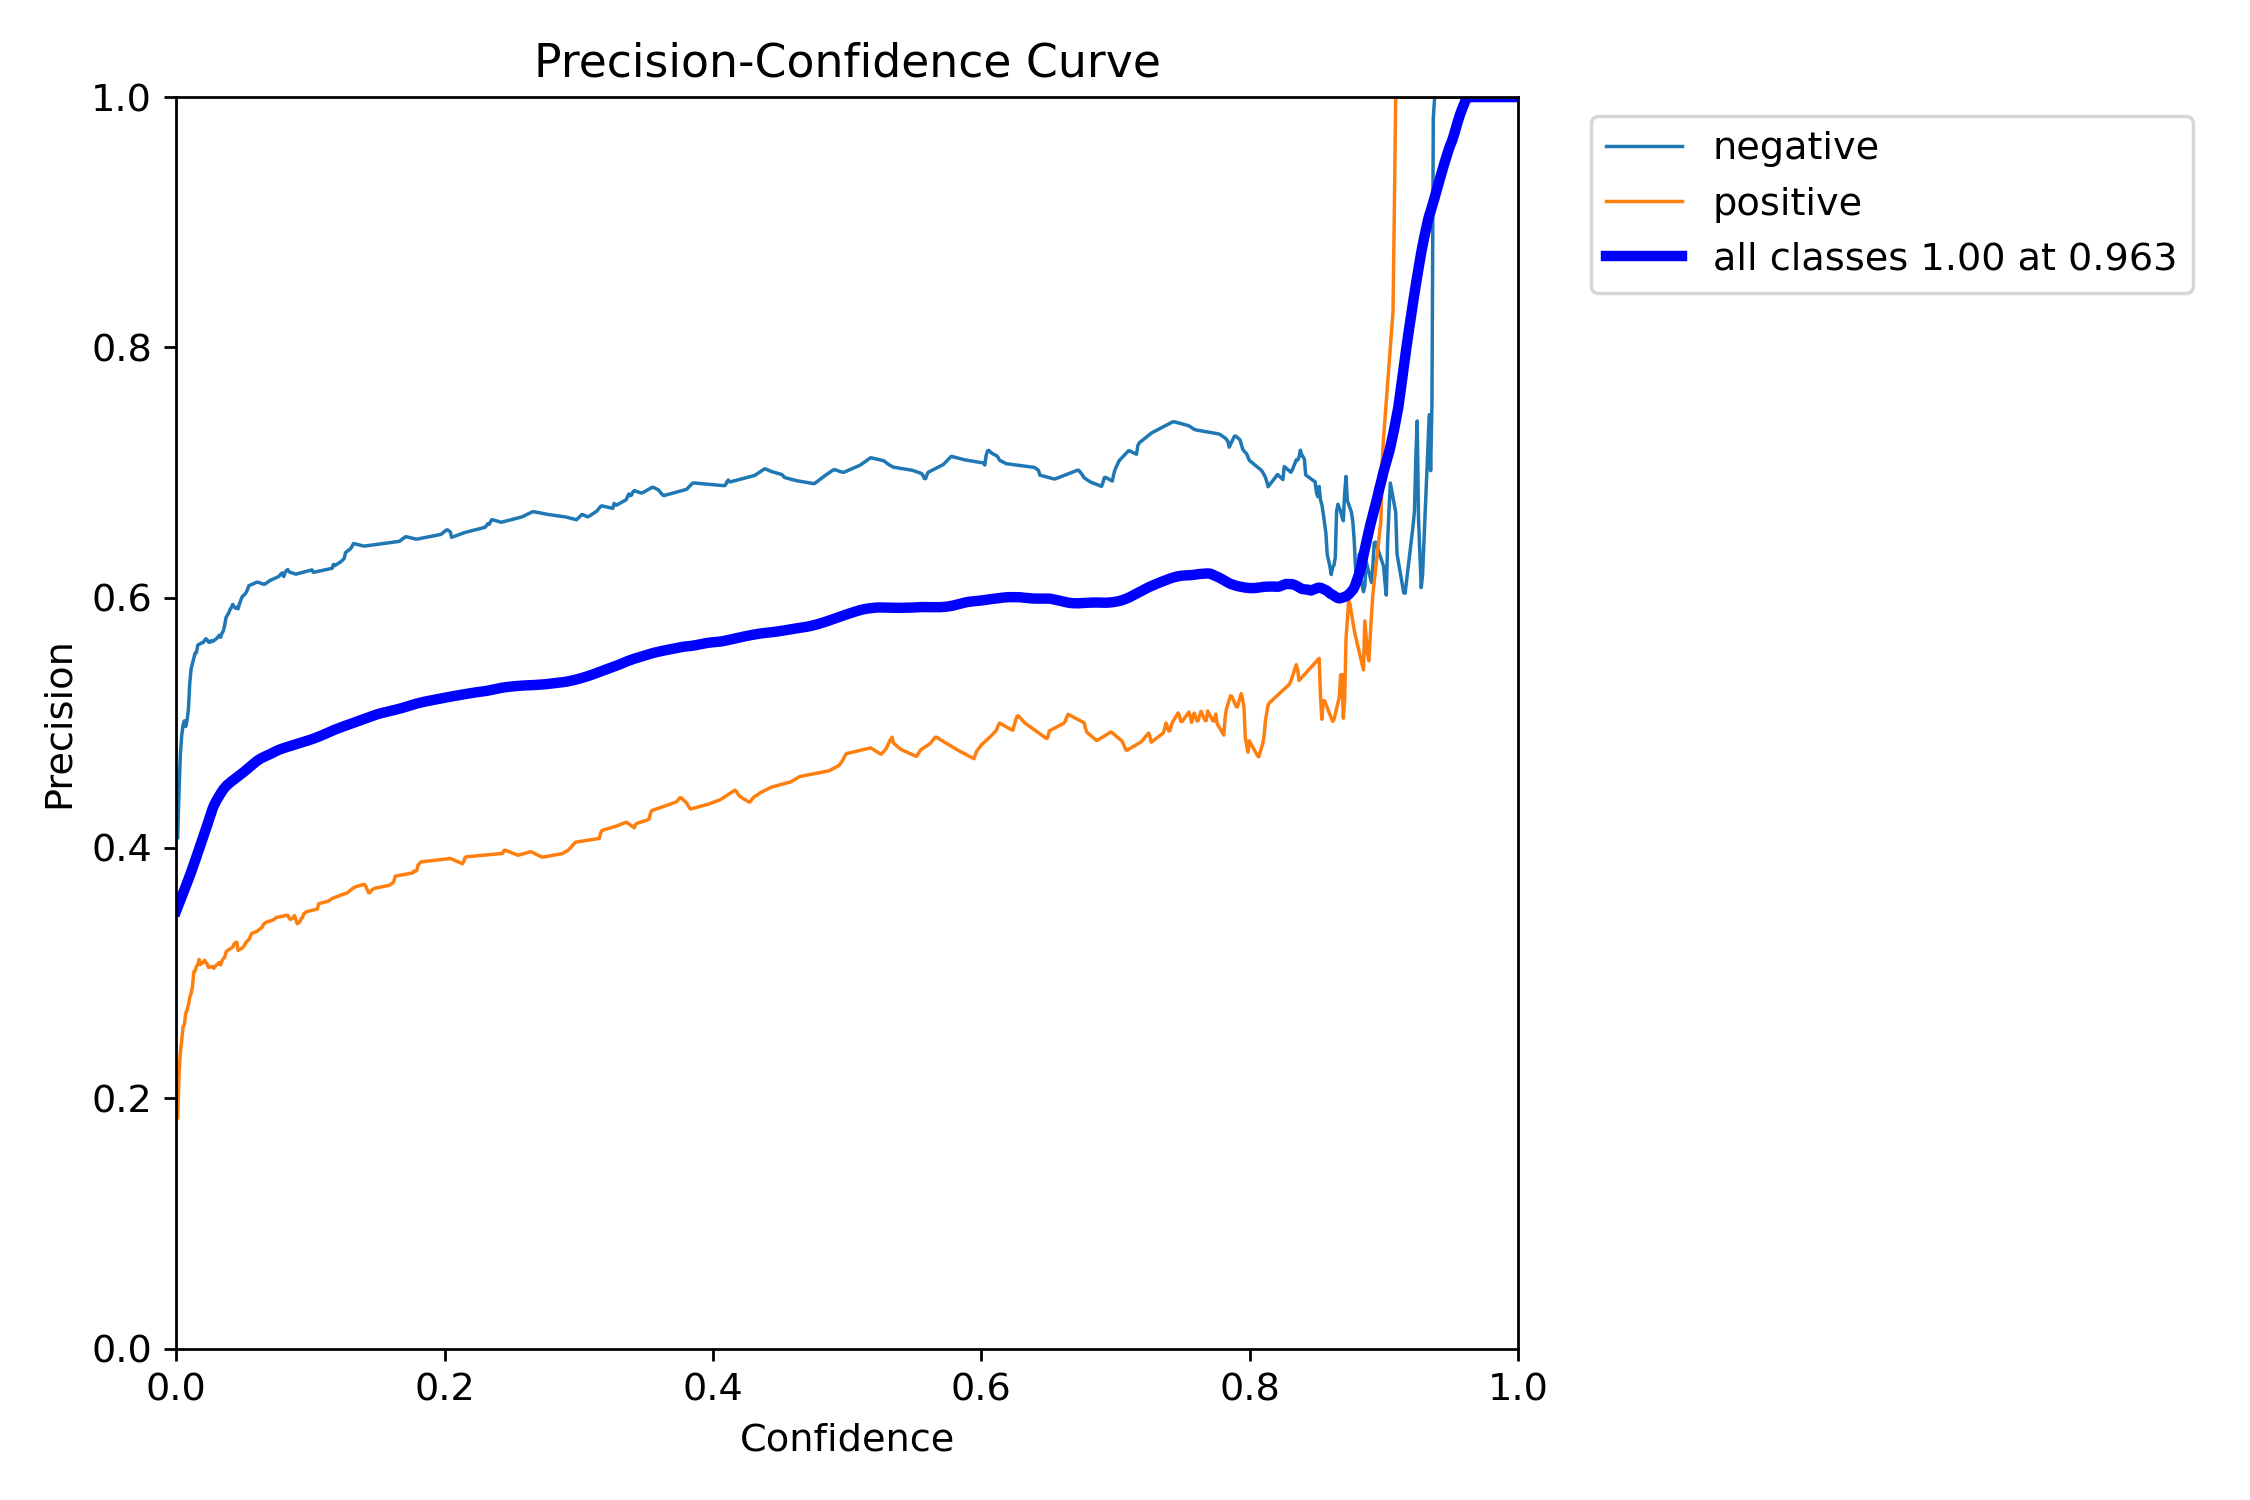 Precision-Confidence Curve
1.0
0.8
0.6
0.4
0.2
0.0
Precision
0.0 0.2 0.4 0.6 0.8 1.0
Confidence
negative
positive
all classes 1.00 at 0.963